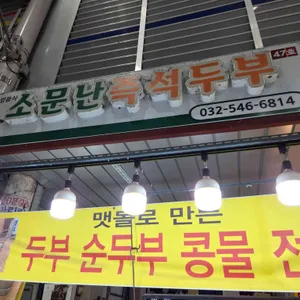 소문난 즉석두부
47호
032-546-6814
맷돌로 만든
두부 순두부 콩물 전